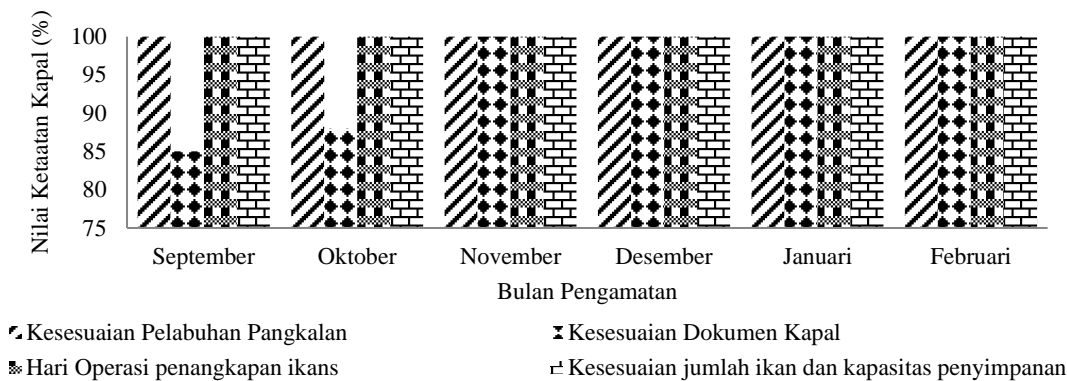 Nilai Ketaatan Kapal (%)
100
95
90
85
80
75
September Oktober November Desember Januari Februari
Bulan Pengamatan
Kesesuaian Pelabuhan Pangkalan Kesesuaian Dokumen Kapal
Hari Operasi penangkapan ikans Kesesuaian jumlah ikan dan kapasitas penyimpanan